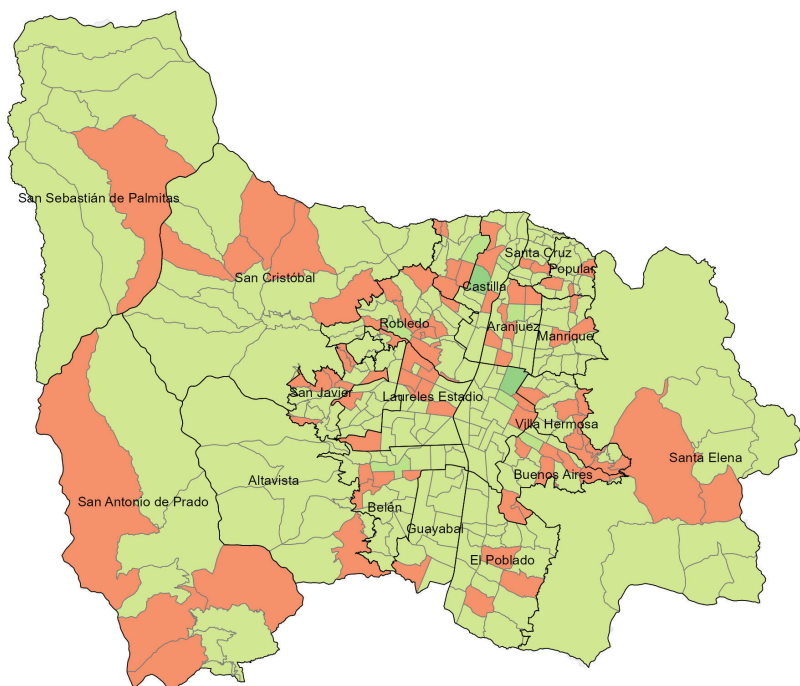 San Sebastián de Palmitas
San Cristóbal
Santa Cruz
Popular
Castilla
Robledo
Aranjuez
Manrique
San Javier
Laureles Estadio
Villa Hermosa
Santa Elena
Buenos Aires
Altavista
San Antonio de Prado
Belén
Guayabal
El Poblado